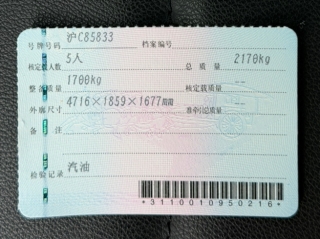 号牌号码 沪C85833 档案编号
核定载人数 5人 总质量 2170kg
整备质量 1700kg 核定载质量 --
外廓尺寸 4716×1859×1677mm 准牵引总质量 --
备注
检验记录 汽油
*3110010950216*